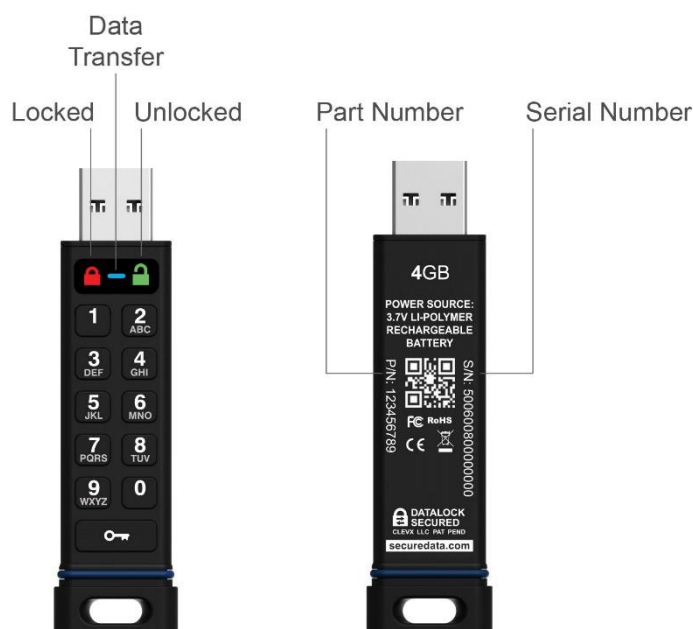 Data
Transfer
Locked
Unlocked
1
2
ABC
3
DEF
4
GHI
5
JKL
6
MNO
7
PQRS
8
TUV
9
WXYZ
0
Part Number
Serial Number
4GB
POWER SOURCE:
3.7V LI-POLYMER
RECHARGEABLE
BATTERY
P/N: 123456789
S/N: 500600800000000
FC RoHS
CE
DATALOCK
SECURED
CLEVX LLC PAT PEND
securedata.com